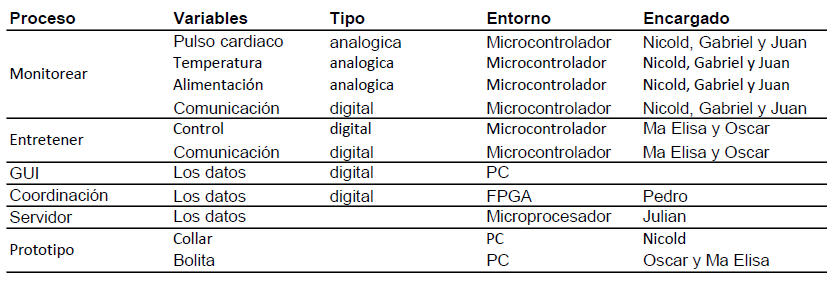 Proceso Variables Tipo Entorno Encargado
Pulso cardiaco analogica Microcontrolador Nicold, Gabriel y Juan
Monitorear Temperatura analogica Microcontrolador Nicold, Gabriel y Juan
Alimentación analogica Microcontrolador Nicold, Gabriel y Juan
Comunicación digital Microcontrolador Nicold, Gabriel y Juan
Entretener Control digital Microcontrolador Ma Elisa y Oscar
Comunicación digital Microcontrolador Ma Elisa y Oscar
GUI Los datos digital PC
Coordinación Los datos digital FPGA Pedro
Servidor Los datos Microprocesador Julian
Prototipo Collar PC Nicold
Bolita PC Oscar y Ma Elisa